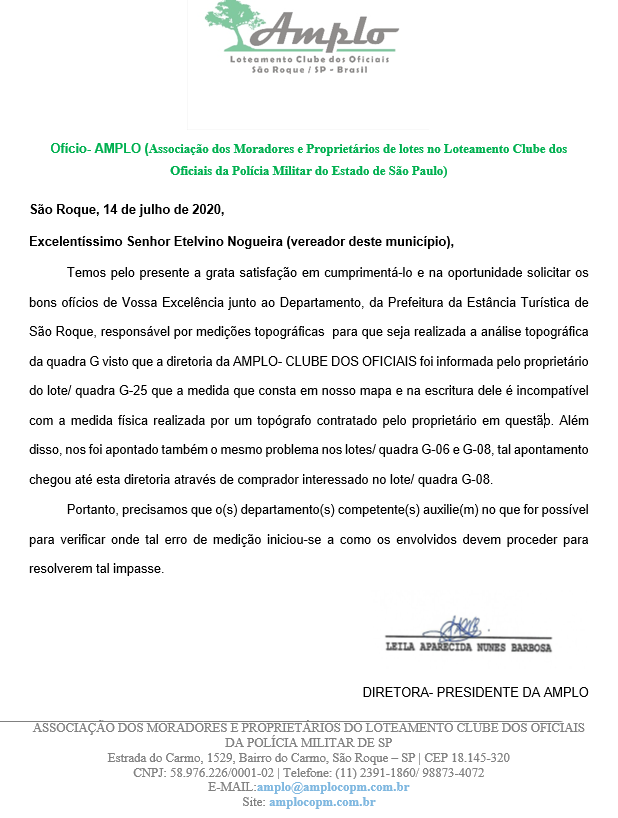 Amplo
Loteamento Clube dos Oficiais
São Roque / SP - Brasil
Ofício- AMPLO (Associação dos Moradores e Proprietários de lotes no Loteamento Clube dos
Oficiais da Polícia Militar do Estado de São Paulo)
São Roque, 14 de julho de 2020,
Excelentíssimo Senhor Etelvino Nogueira (vereador deste município),
Temos pelo presente a grata satisfação em cumprimentá-lo e na oportunidade solicitar os
bons ofícios de Vossa Excelência junto ao Departamento, da Prefeitura da Estância Turística de
São Roque, responsável por medições topográficas para que seja realizada a análise topográfica
da quadra G visto que a diretoria da AMPLO- CLUBE DOS OFICIAIS foi informada pelo proprietário
do lote/ quadra G-25 que a medida que consta em nosso mapa e na escritura dele é incompatível
com a medida física realizada por um topógrafo contratado pelo proprietário em questão. Além
disso, nos foi apontado também o mesmo problema nos lotes/ quadra G-06 e G-08, tal apontamento
chegou até esta diretoria através de comprador interessado no lote/ quadra G-08.
Portanto, precisamos que o(s) departamento(s) competente(s) auxilie(m) no que for possível
para verificar onde tal erro de medição iniciou-se a como os envolvidos devem proceder para
resolverem tal impasse.
LEILA APARECIDA NUNES BARBOSA
DIRETORA- PRESIDENTE DA AMPLO
ASSOCIAÇÃO DOS MORADORES E PROPRIETÁRIOS DO LOTEAMENTO CLUBE DOS OFICIAIS
DA POLÍCIA MILITAR DE SP
Estrada do Carmo, 1529, Bairro do Carmo, São Roque – SP | CEP 18.145-320
CNPJ: 58.976.226/0001-02 | Telefone: (11) 2391-1860/ 98873-4072
E-MAIL:amplo@amplocopm.com.br
Site: amplocopm.com.br